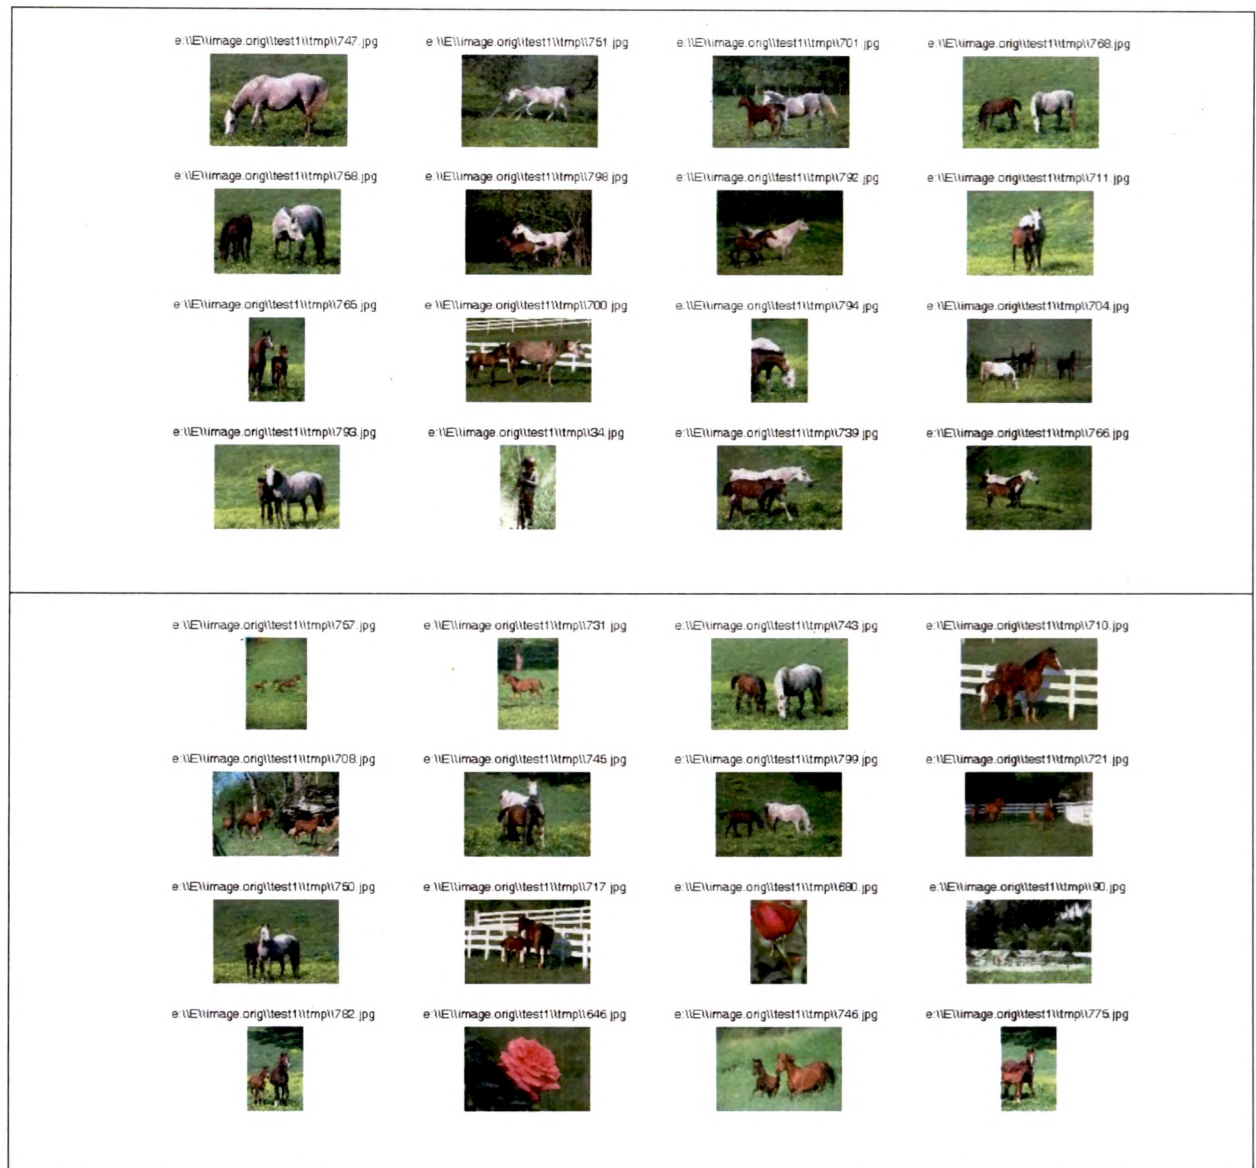 e:\\E\\image.orig\\test1\\tmp\\747.jpg
e:\\E\\image.orig\\test1\\tmp\\751.jpg
e:\\E\\image.orig\\test1\\tmp\\701.jpg
e:\\E\\image.orig\\test1\\tmp\\768.jpg
e:\\E\\image.orig\\test1\\tmp\\758.jpg
e:\\E\\image.orig\\test1\\tmp\\798.jpg
e:\\E\\image.orig\\test1\\tmp\\792.jpg
e:\\E\\image.orig\\test1\\tmp\\711.jpg
e:\\E\\image.orig\\test1\\tmp\\765.jpg
e:\\E\\image.orig\\test1\\tmp\\700.jpg
e:\\E\\image.orig\\test1\\tmp\\794.jpg
e:\\E\\image.orig\\test1\\tmp\\704.jpg
e:\\E\\image.orig\\test1\\tmp\\793.jpg
e:\\E\\image.orig\\test1\\tmp\\34.jpg
e:\\E\\image.orig\\test1\\tmp\\739.jpg
e:\\E\\image.orig\\test1\\tmp\\766.jpg
e:\\E\\image.orig\\test1\\tmp\\757.jpg
e:\\E\\image.orig\\test1\\tmp\\731.jpg
e:\\E\\image.orig\\test1\\tmp\\743.jpg
e:\\E\\image.orig\\test1\\tmp\\710.jpg
e:\\E\\image.orig\\test1\\tmp\\708.jpg
e:\\E\\image.orig\\test1\\tmp\\745.jpg
e:\\E\\image.orig\\test1\\tmp\\799.jpg
e:\\E\\image.orig\\test1\\tmp\\721.jpg
e:\\E\\image.orig\\test1\\tmp\\750.jpg
e:\\E\\image.orig\\test1\\tmp\\717.jpg
e:\\E\\image.orig\\test1\\tmp\\680.jpg
e:\\E\\image.orig\\test1\\tmp\\90.jpg
e:\\E\\image.orig\\test1\\tmp\\782.jpg
e:\\E\\image.orig\\test1\\tmp\\646.jpg
e:\\E\\image.orig\\test1\\tmp\\746.jpg
e:\\E\\image.orig\\test1\\tmp\\775.jpg